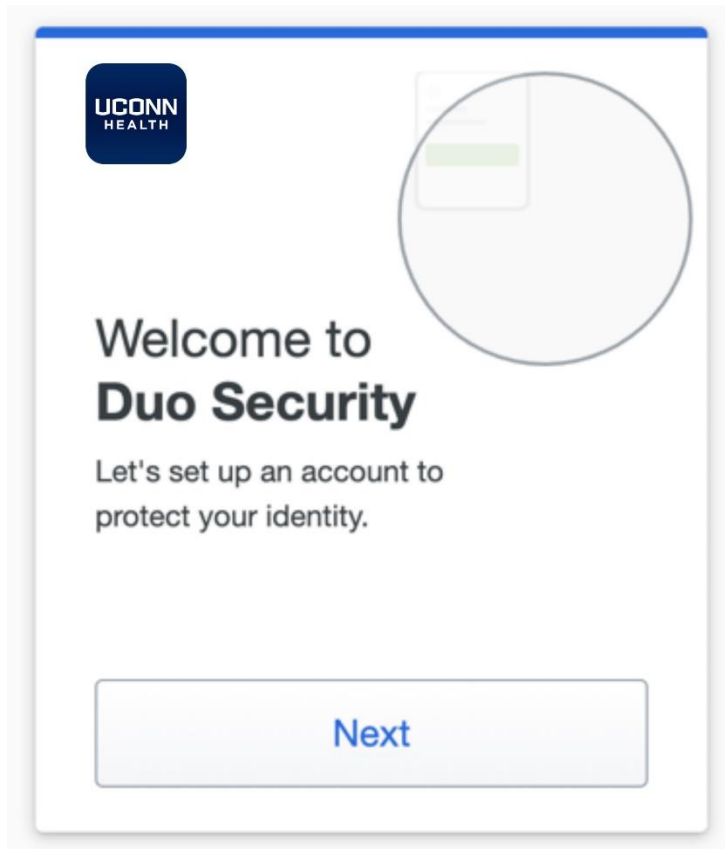 UCONN
HEALTH
Welcome to
Duo Security
Let's set up an account to
protect your identity.
Next